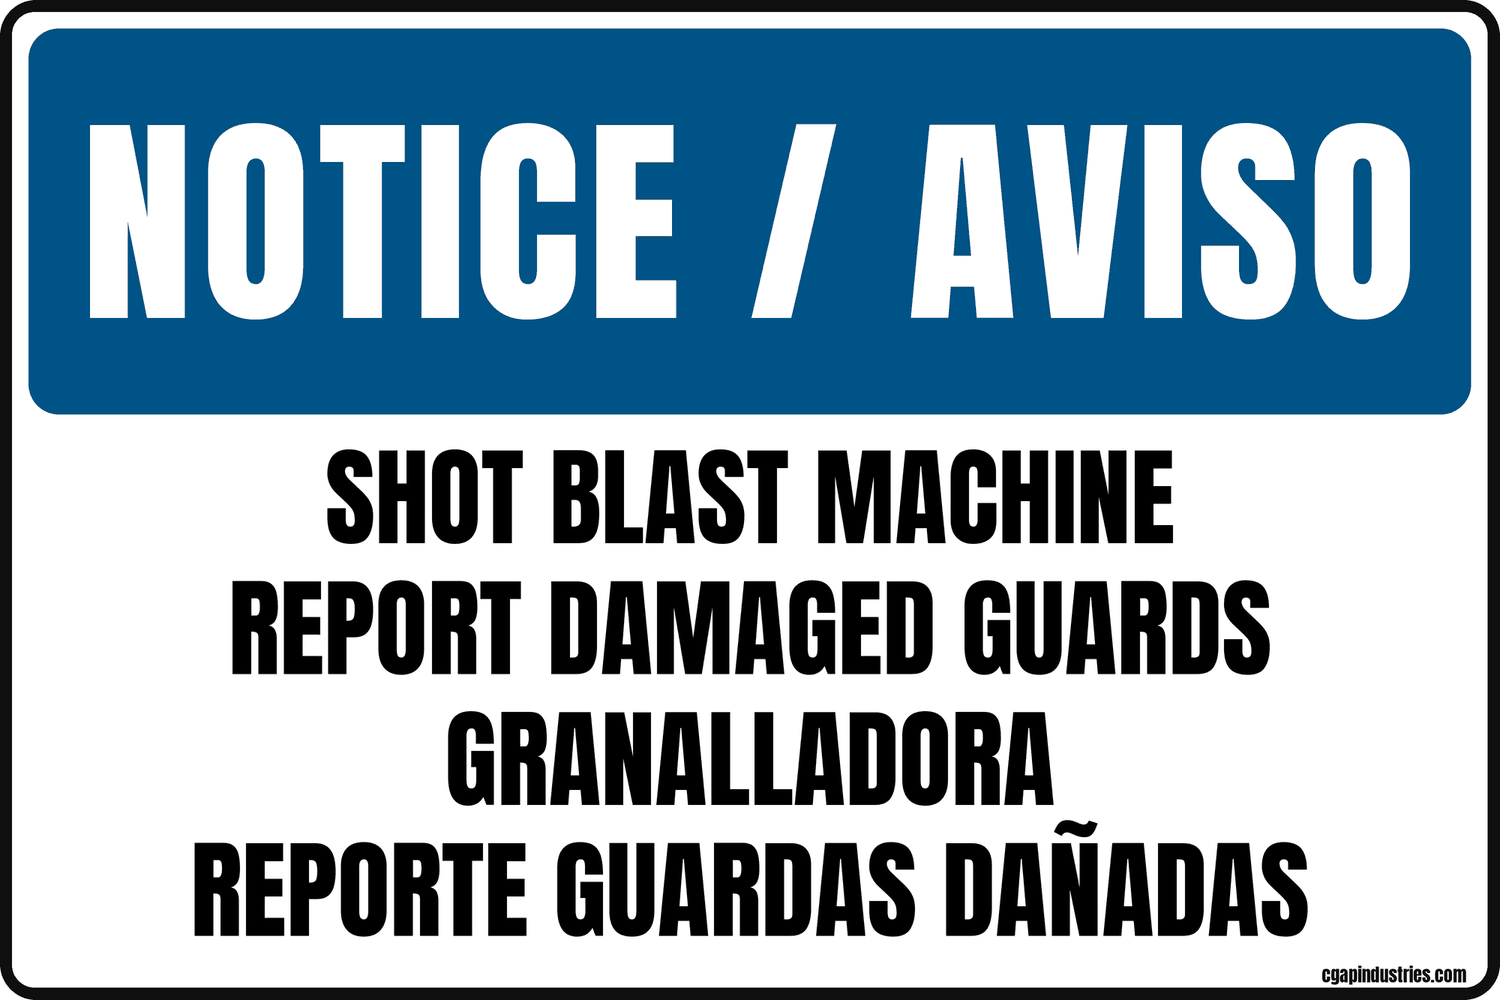 NOTICE / AVISO
SHOT BLAST MACHINE
REPORT DAMAGED GUARDS
GRANALLADORA
REPORTE GUARDAS DAÑADAS
cgapindustries.com